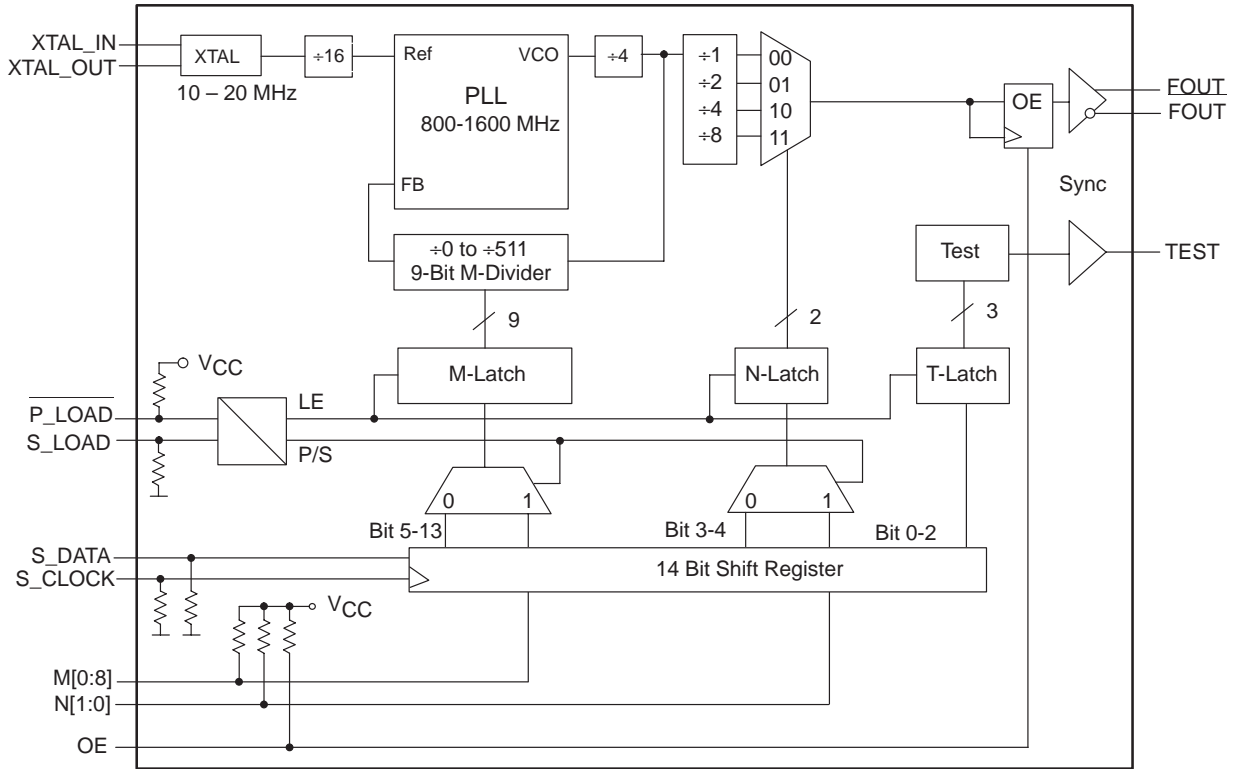 XTAL_IN
XTAL_OUT
XTAL
10 – 20 MHz
÷16
Ref
VCO
PLL
800-1600 MHz
FB
÷4
÷1
÷2
÷4
÷8
00
01
10
11
OE
FOUT
FOUT
Sync
÷0 to ÷511
9-Bit M-Divider
Test
TEST
9
2
3
VCC
M-Latch
N-Latch
T-Latch
P_LOAD
S_LOAD
LE
P/S
0 1
0 1
Bit 5-13
Bit 3-4
Bit 0-2
S_DATA
S_CLOCK
14 Bit Shift Register
VCC
M[0:8]
N[1:0]
OE